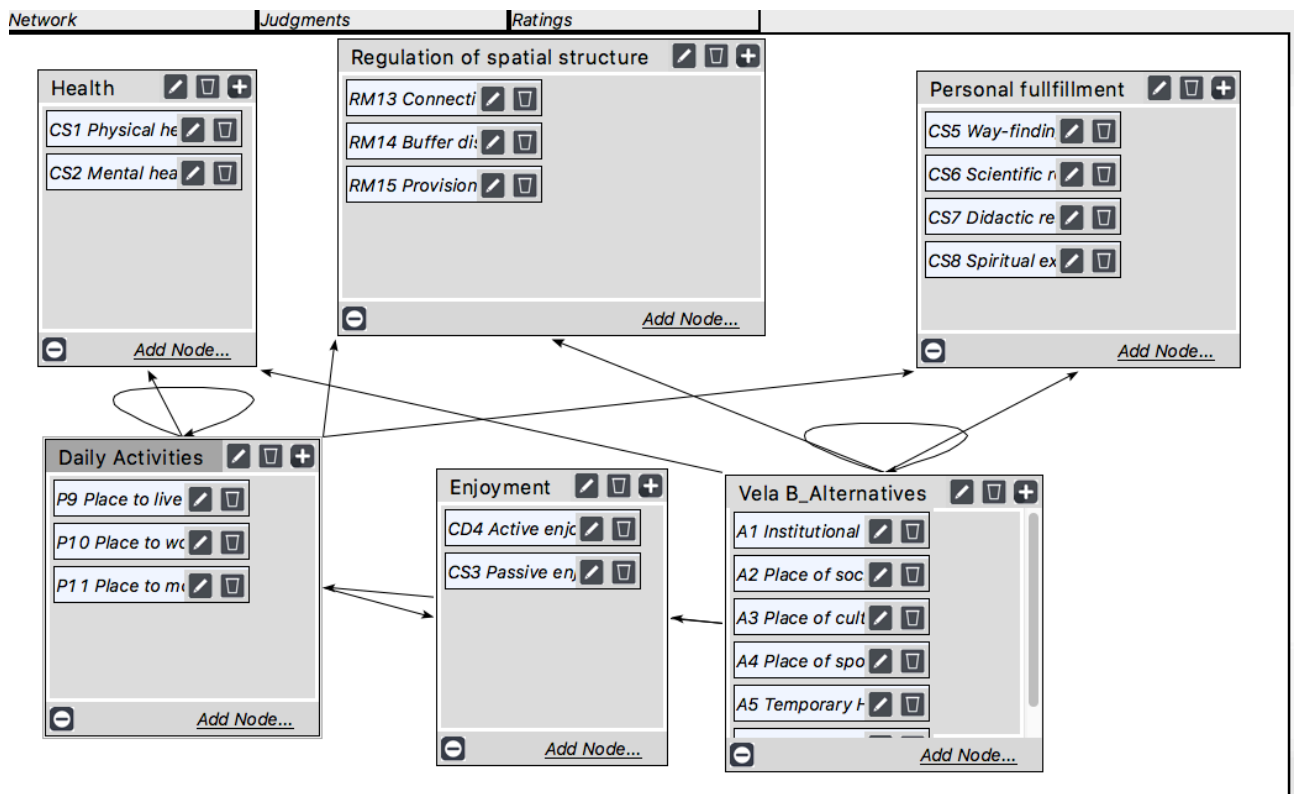 Network
Judgments
Ratings
Health
CS1 Physical he
CS2 Mental hea
Add Node...
Regulation of spatial structure
RM13 Connecti
RM14 Buffer dis
RM15 Provision
Add Node...
Personal fullfillment
CS5 Way-findin
CS6 Scientific r
CS7 Didactic re
CS8 Spiritual ex
Add Node...
Daily Activities
P9 Place to live
P10 Place to wo
P11 Place to mo
Add Node...
Enjoyment
CD4 Active enjo
CS3 Passive enj
Add Node...
Vela B_Alternatives
A1 Institutional
A2 Place of soc
A3 Place of cult
A4 Place of spo
A5 Temporary H
Add Node...